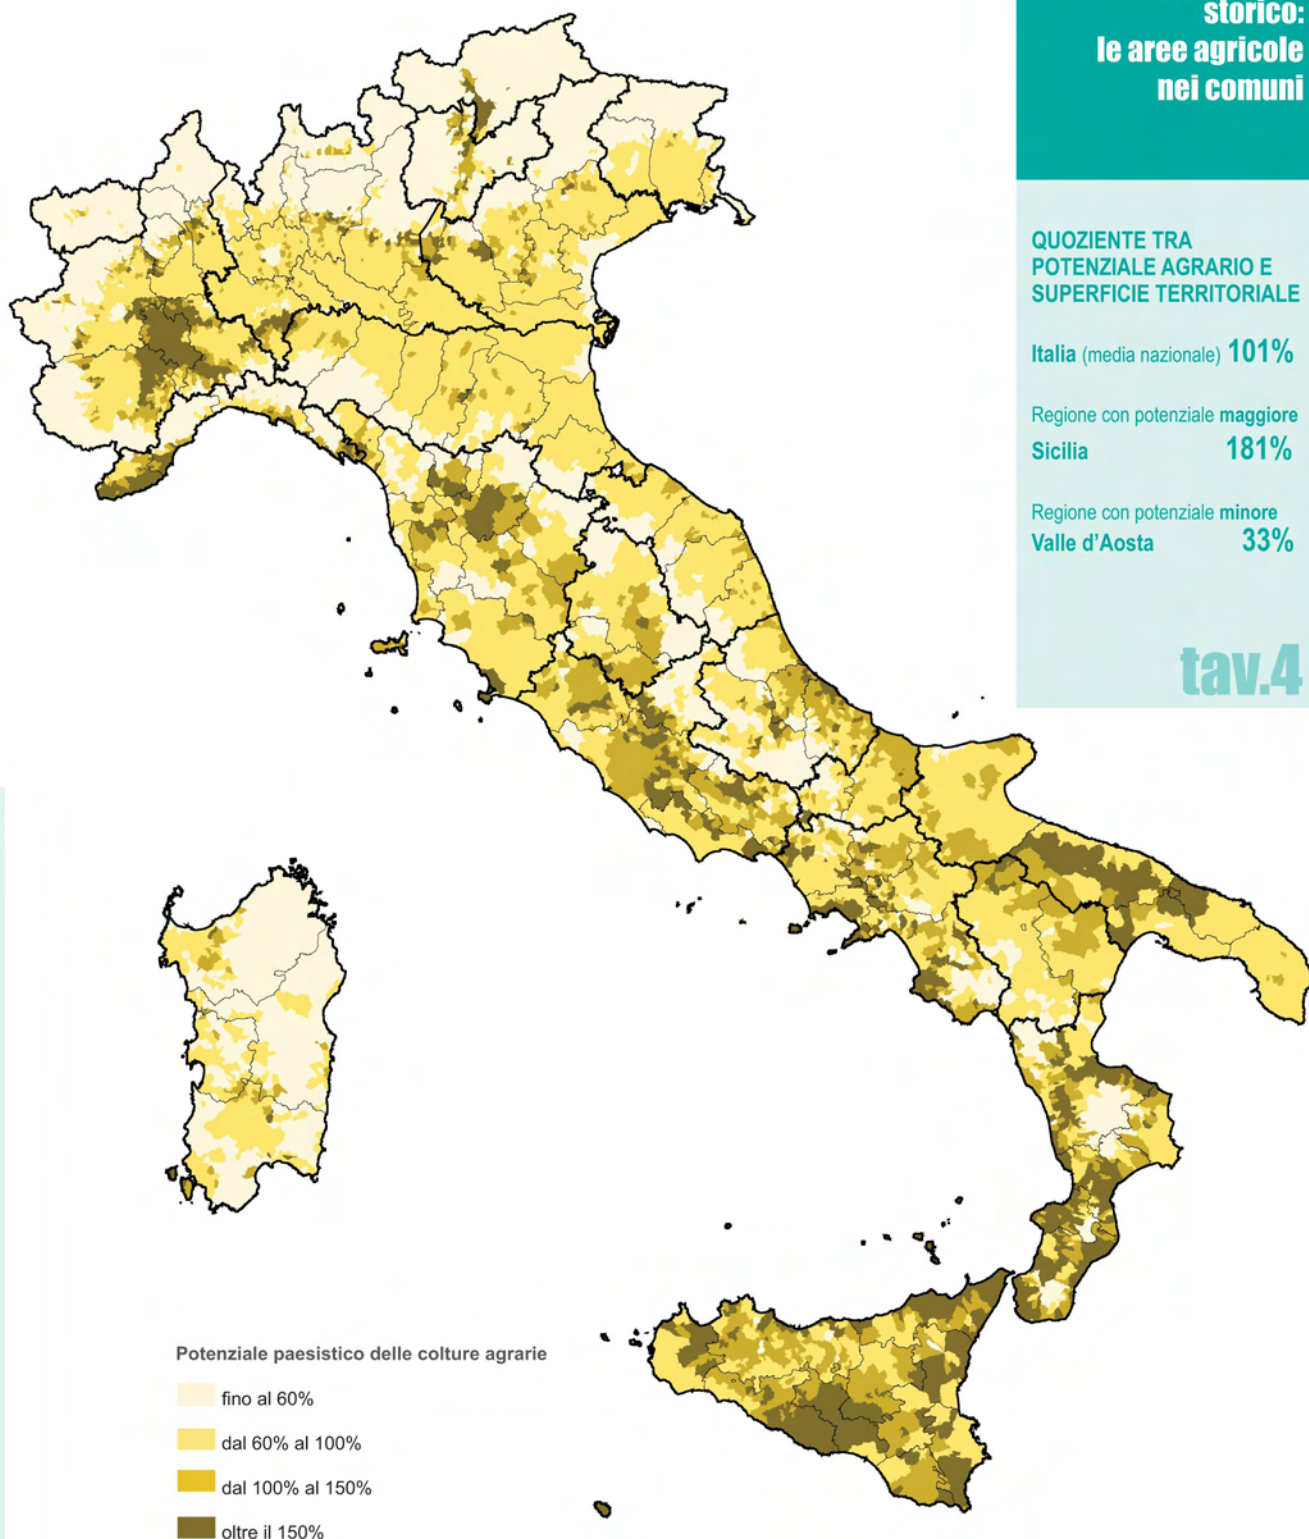 storico:
le aree agricole
nei comuni
QUOZIENTE TRA
POTENZIALE AGRARIO E
SUPERFICIE TERRITORIALE
Italia (media nazionale) 101%
Regione con potenziale maggiore
Sicilia 181%
Regione con potenziale minore
Valle d'Aosta 33%
tav.4
Potenziale paesistico delle colture agrarie
fino al 60%
dal 60% al 100%
dal 100% al 150%
oltre il 150%